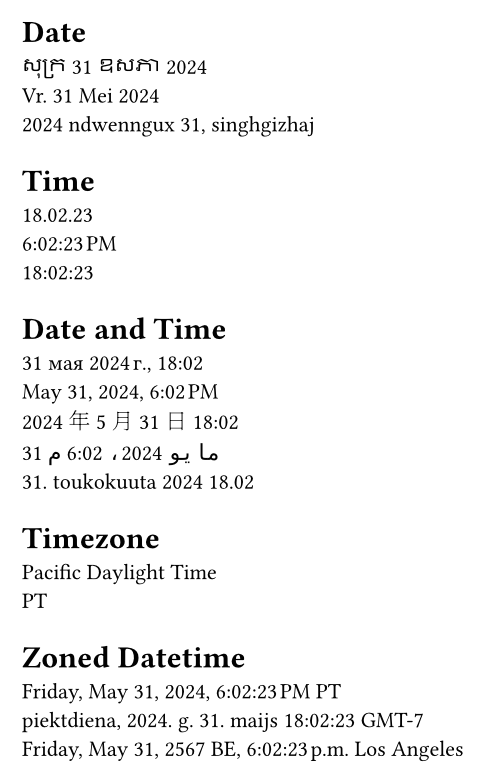 Date
សុក្រ 31 ឧសភា 2024
Vr. 31 Mei 2024
2024 ndwenngux 31, singhgizhaj
Time
18.02.23
6:02:23 PM
18:02:23
Date and Time
31 мая 2024 г., 18:02
May 31, 2024, 6:02 PM
2024 年 5 月 31 日 18:02
31 مايو 2024، 6:02 م
31. toukokuuta 2024 18.02
Timezone
Pacific Daylight Time
PT
Zoned Datetime
Friday, May 31, 2024, 6:02:23 PM PT
piektdiena, 2024. g. 31. maijs 18:02:23 GMT-7
Friday, May 31, 2567 BE, 6:02:23 p.m. Los Angeles